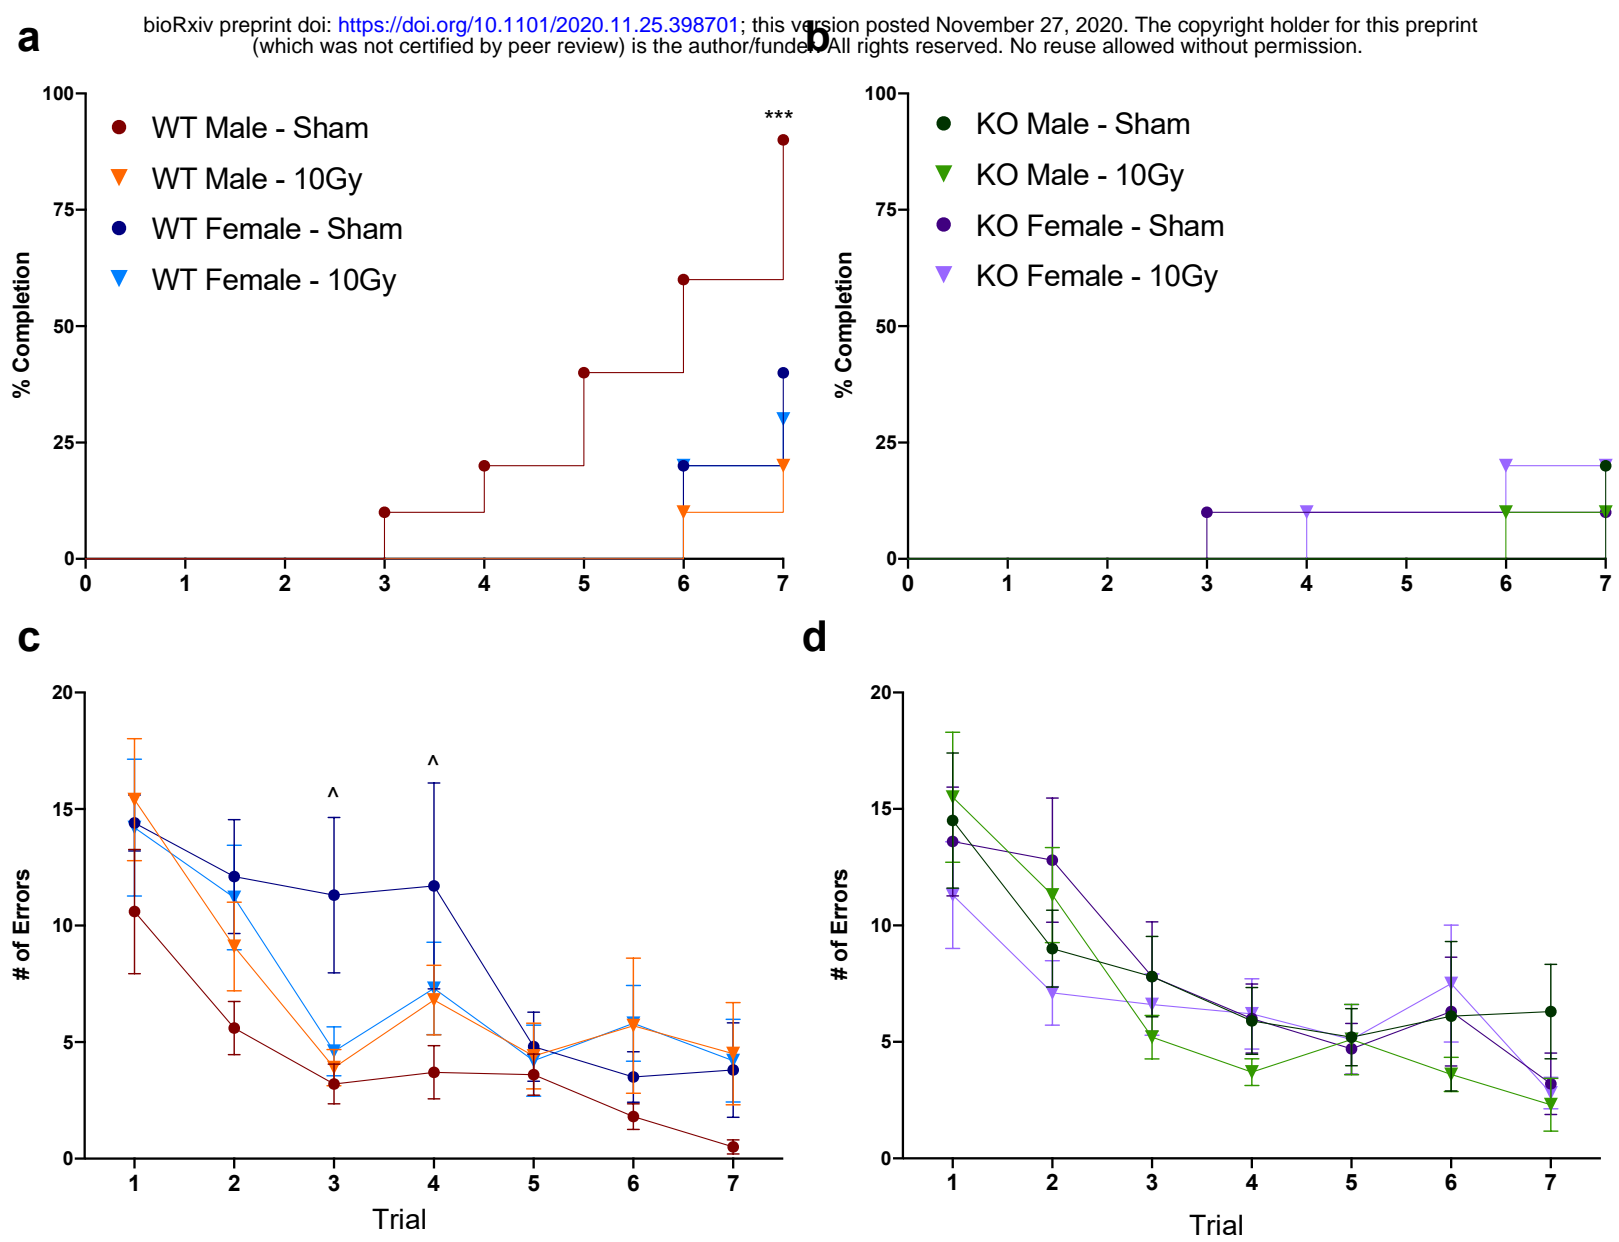 bioRxiv preprint doi: https://doi.org/10.1101/2020.11.25.398701; this version posted November 27, 2020. The copyright holder for this preprint
(which was not certified by peer review) is the author/funder. All rights reserved. No reuse allowed without permission.
a
100
75
50
25
0
% Completion
WT Male - Sham
WT Male - 10Gy
WT Female - Sham
WT Female - 10Gy
***
0 1 2 3 4 5 6 7
b
100
75
50
25
0
% Completion
KO Male - Sham
KO Male - 10Gy
KO Female - Sham
KO Female - 10Gy
0 1 2 3 4 5 6 7
c
20
15
10
5
0
# of Errors
^
^
1 2 3 4 5 6 7
Trial
d
20
15
10
5
0
# of Errors
1 2 3 4 5 6 7
Trial